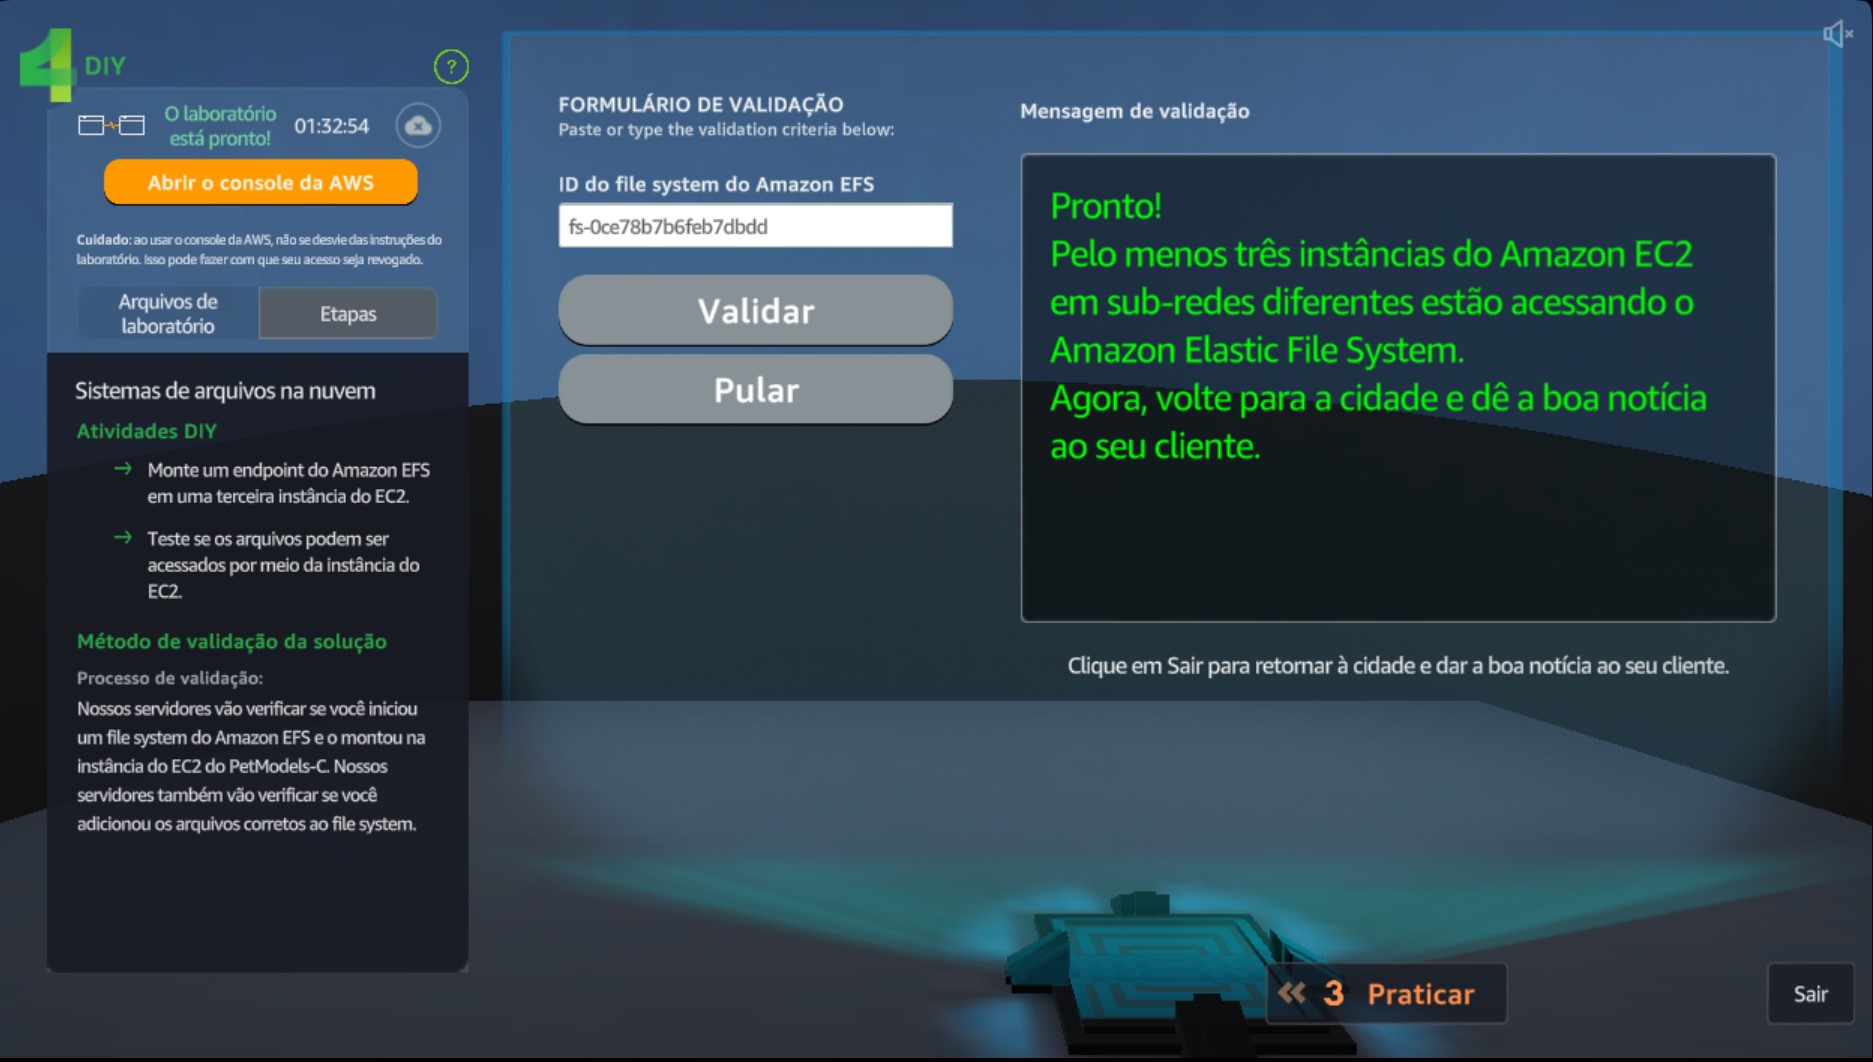 4 DIY
?
O laboratório
está pronto!
01:32:54
Abrir o console da AWS
Cuidado: ao usar o console da AWS, não se desvie das instruções do
laboratório. Isso pode fazer com que seu acesso seja revogado.
Arquivos de
laboratório
Etapas
Sistemas de arquivos na nuvem
Atividades DIY
→ Monte um endpoint do Amazon EFS
em uma terceira instância do EC2.
→ Teste se os arquivos podem ser
acessados por meio da instância do
EC2.
Método de validação da solução
Processo de validação:
Nossos servidores vão verificar se você iniciou
um file system do Amazon EFS e o montou na
instância do EC2 do PetModels-C. Nossos
servidores também vão verificar se você
adicionou os arquivos corretos ao file system.
FORMULÁRIO DE VALIDAÇÃO
Paste or type the validation criteria below:
ID do file system do Amazon EFS
fs-0ce78b7b6feb7dbdd
Validar
Pular
Mensagem de validação
Pronto!
Pelo menos três instâncias do Amazon EC2
em sub-redes diferentes estão acessando o
Amazon Elastic File System.
Agora, volte para a cidade e dê a boa notícia
ao seu cliente.
Clique em Sair para retornar à cidade e dar a boa notícia ao seu cliente.
« 3 Praticar
Sair